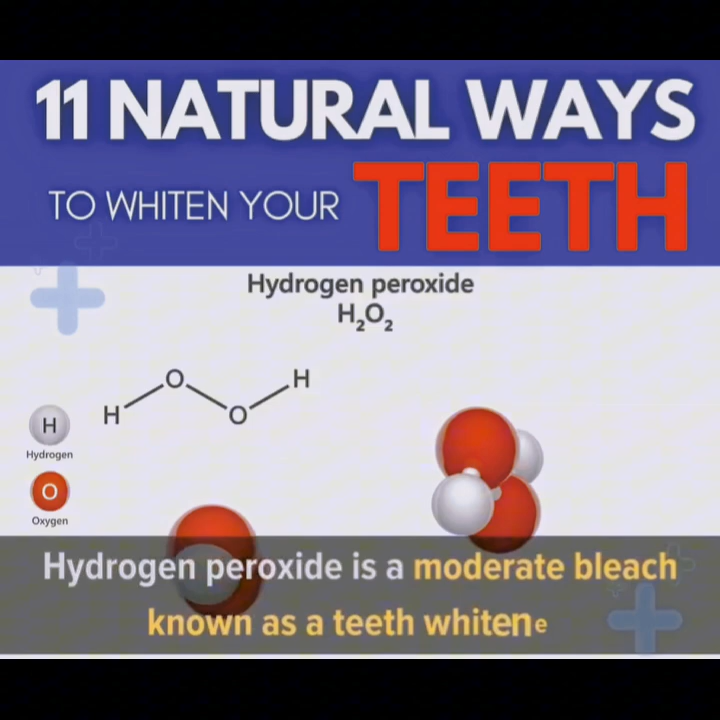 11 NATURAL WAYS
TO WHITEN YOUR TEETH
Hydrogen peroxide
H₂O₂
O
H
H
O
H
Hydrogen
O
Oxygen
Hydrogen peroxide is a moderate bleach
known as a teeth whitene